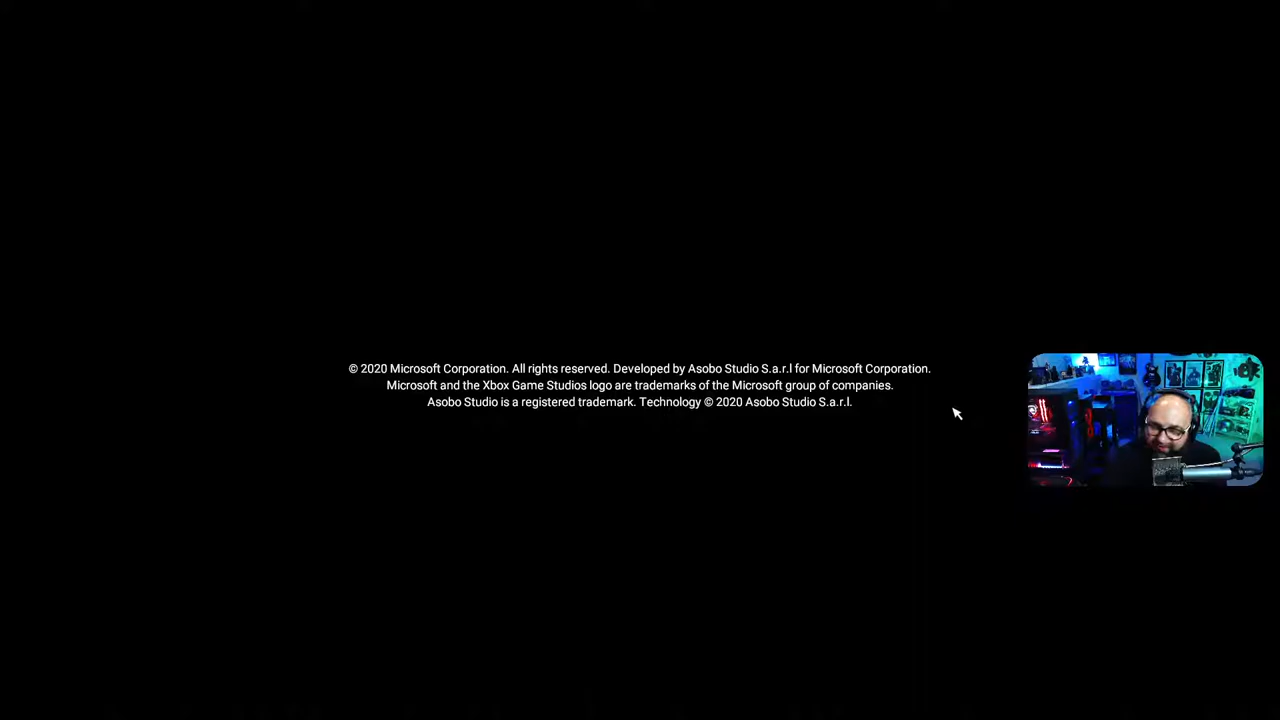 © 2020 Microsoft Corporation. All rights reserved. Developed by Asobo Studio S.a.r.l for Microsoft Corporation.
Microsoft and the Xbox Game Studios logo are trademarks of the Microsoft group of companies.
Asobo Studio is a registered trademark. Technology © 2020 Asobo Studio S.a.r.l.